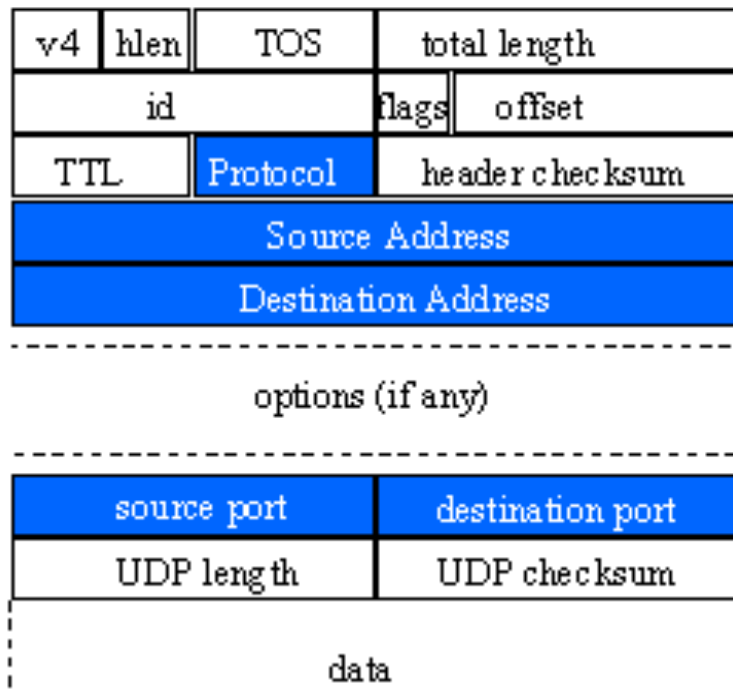 v4 hlen TOS total length
id flags offset
TTL Protocol header checksum
Source Address
Destination Address
options (if any)
source port destination port
UDP length UDP checksum
data